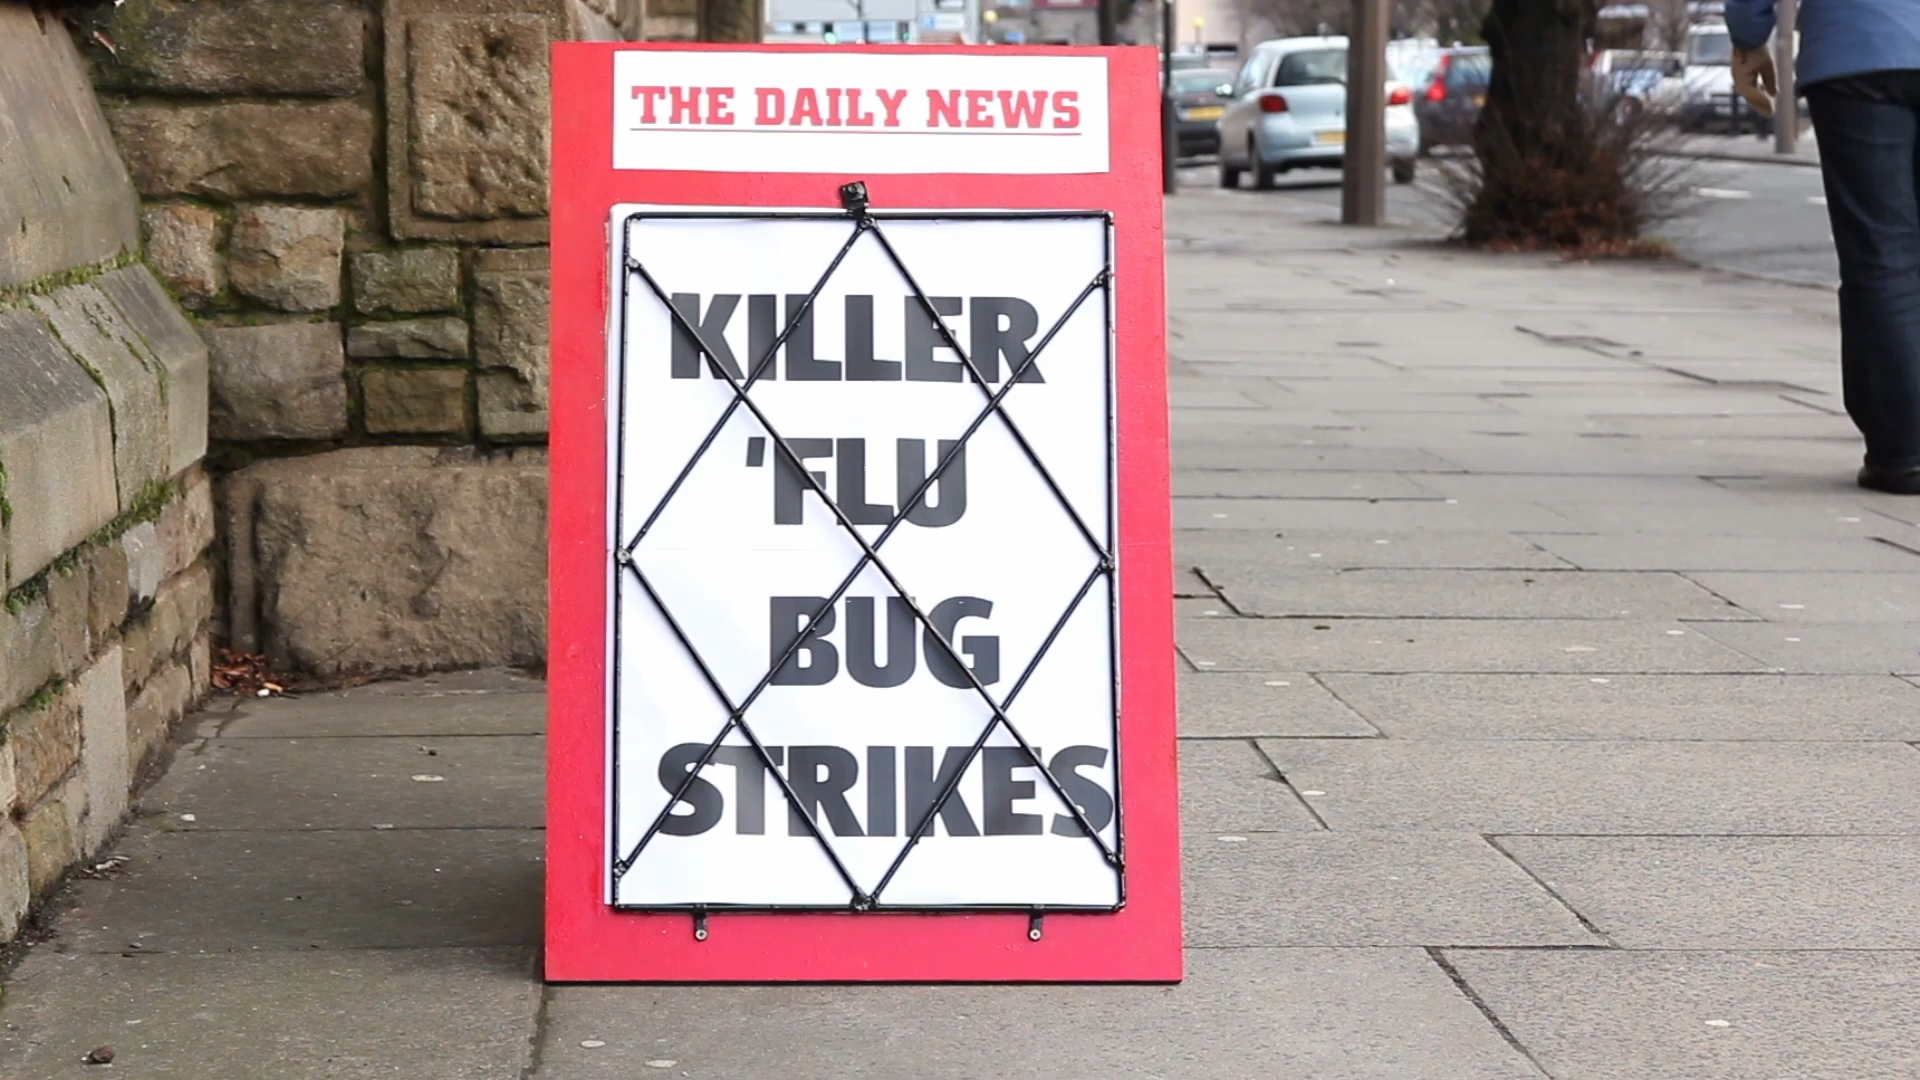 THE DAILY NEWS
KILLER
'FLU
BUG
STRIKES